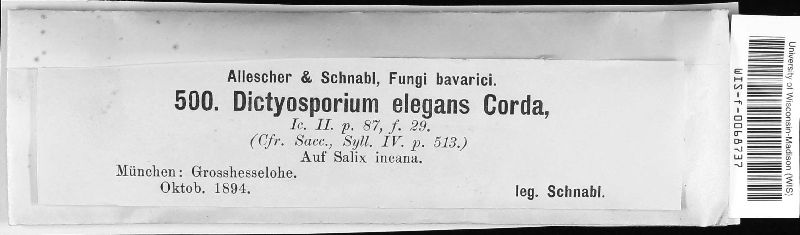 Allescher & Schnabl, Fungi bavarici.
500. Dictyosporium elegans Corda,
Ic. II. p. 87, f. 29.
(Cfr. Sacc., Syll. IV. p. 513.)
Auf Salix incana.
München: Grosshesselohe.
Oktob. 1894.
leg. Schnabl.
WIS-f-0068737
University of Wisconsin-Madison (WIS)